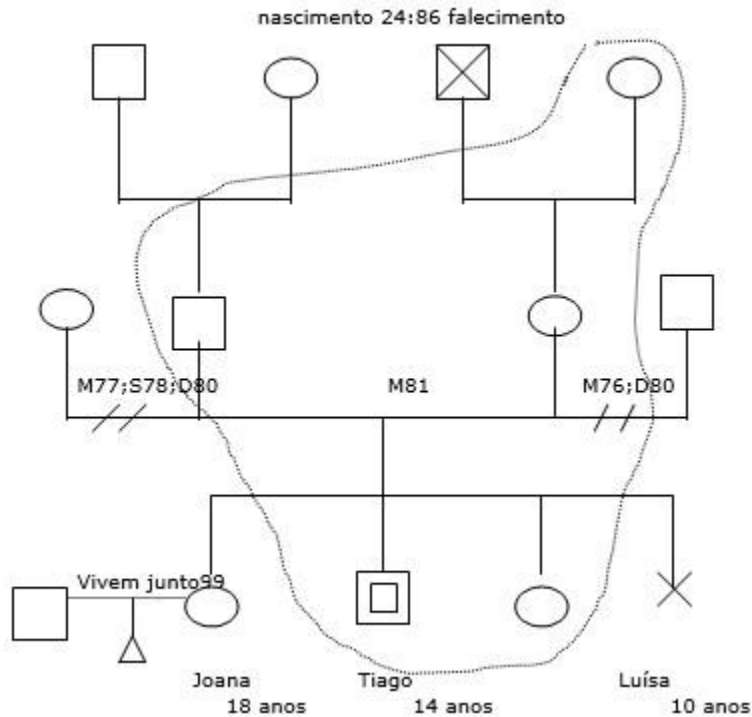 nascimento 24:86 falecimento
M77;S78;D80 M81 M76;D80
Vivem junto99
Joana Tiago Luísa
18 anos 14 anos 10 anos